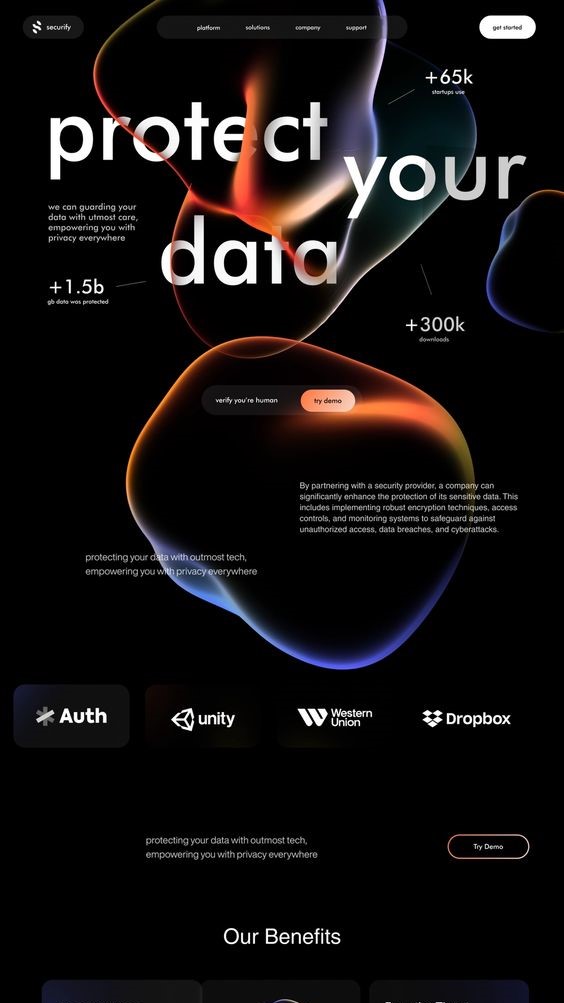 securify
platform
solutions
company
support
get started
+65k
startups use
protect
your
we can guarding your
data with utmost care,
empowering you with
privacy everywhere
data
+1.5b
gb data was protected
+300k
downloads
verify you're human
try demo
By partnering with a security provider, a company can
significantly enhance the protection of its sensitive data. This
includes implementing robust encryption techniques, access
controls, and monitoring systems to safeguard against
unauthorized access, data breaches, and cyberattacks.
protecting your data with outmost tech,
empowering you with privacy everywhere
Auth
unity
Western
Union
Dropbox
protecting your data with outmost tech,
empowering you with privacy everywhere
Try Demo
Our Benefits